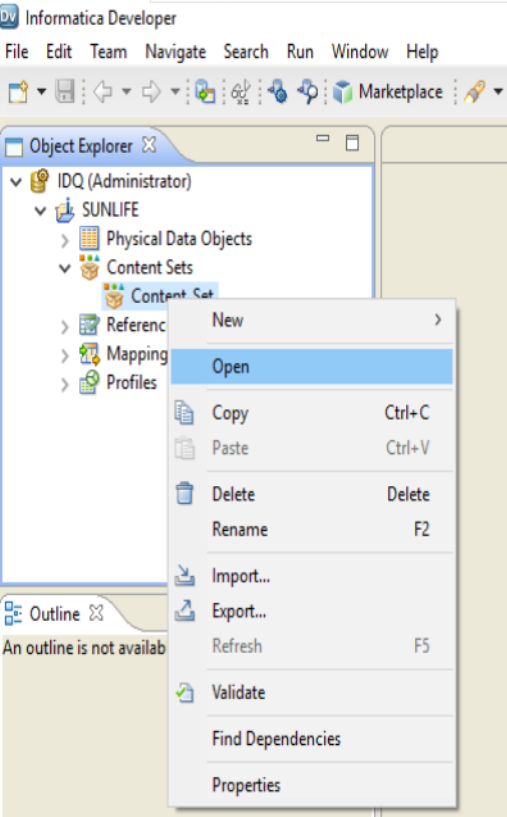 Dv Informatica Developer
File Edit Team Navigate Search Run Window Help
Marketplace
Object Explorer
IDQ (Administrator)
SUNLIFE
Physical Data Objects
Content Sets
Content_Set
Referenc
Mapping
Profiles
New
Open
Copy Ctrl+C
Paste Ctrl+V
Delete Delete
Rename F2
Import...
Export...
Refresh F5
Validate
Find Dependencies
Properties
Outline
An outline is not availab